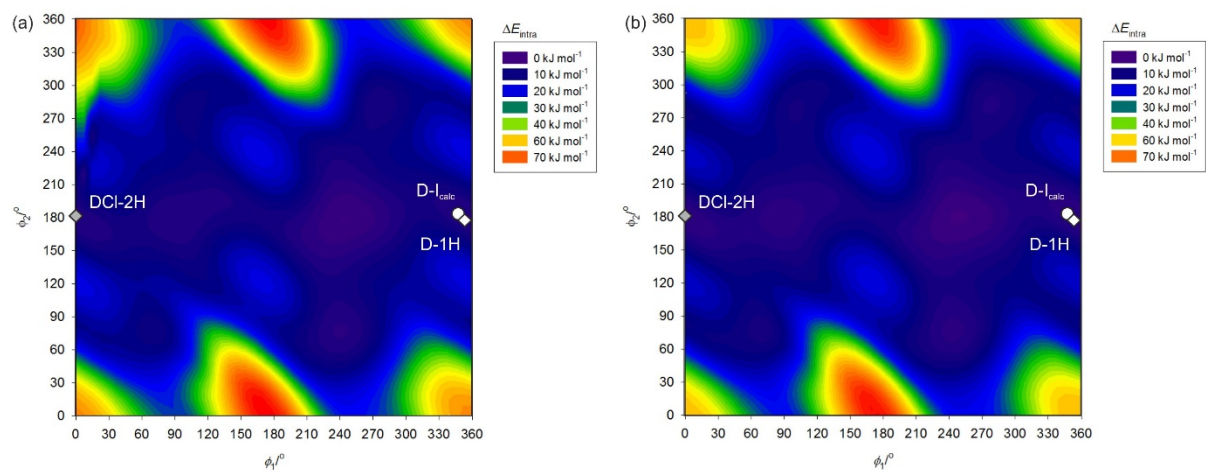 (a)
360
330
300
270
240
210
180
150
120
90
60
30
0
ϕ2/°
0 30 60 90 120 150 180 210 240 270 300 330 360
ϕ1/°
DCl-2H
D-Icalc
D-1H
ΔEintra
0 kJ mol⁻¹
10 kJ mol⁻¹
20 kJ mol⁻¹
30 kJ mol⁻¹
40 kJ mol⁻¹
60 kJ mol⁻¹
70 kJ mol⁻¹
(b)
360
330
300
270
240
210
180
150
120
90
60
30
0
ϕ2/°
0 30 60 90 120 150 180 210 240 270 300 330 360
ϕ1/°
DCl-2H
D-Icalc
D-1H
ΔEintra
0 kJ mol⁻¹
10 kJ mol⁻¹
20 kJ mol⁻¹
30 kJ mol⁻¹
40 kJ mol⁻¹
60 kJ mol⁻¹
70 kJ mol⁻¹